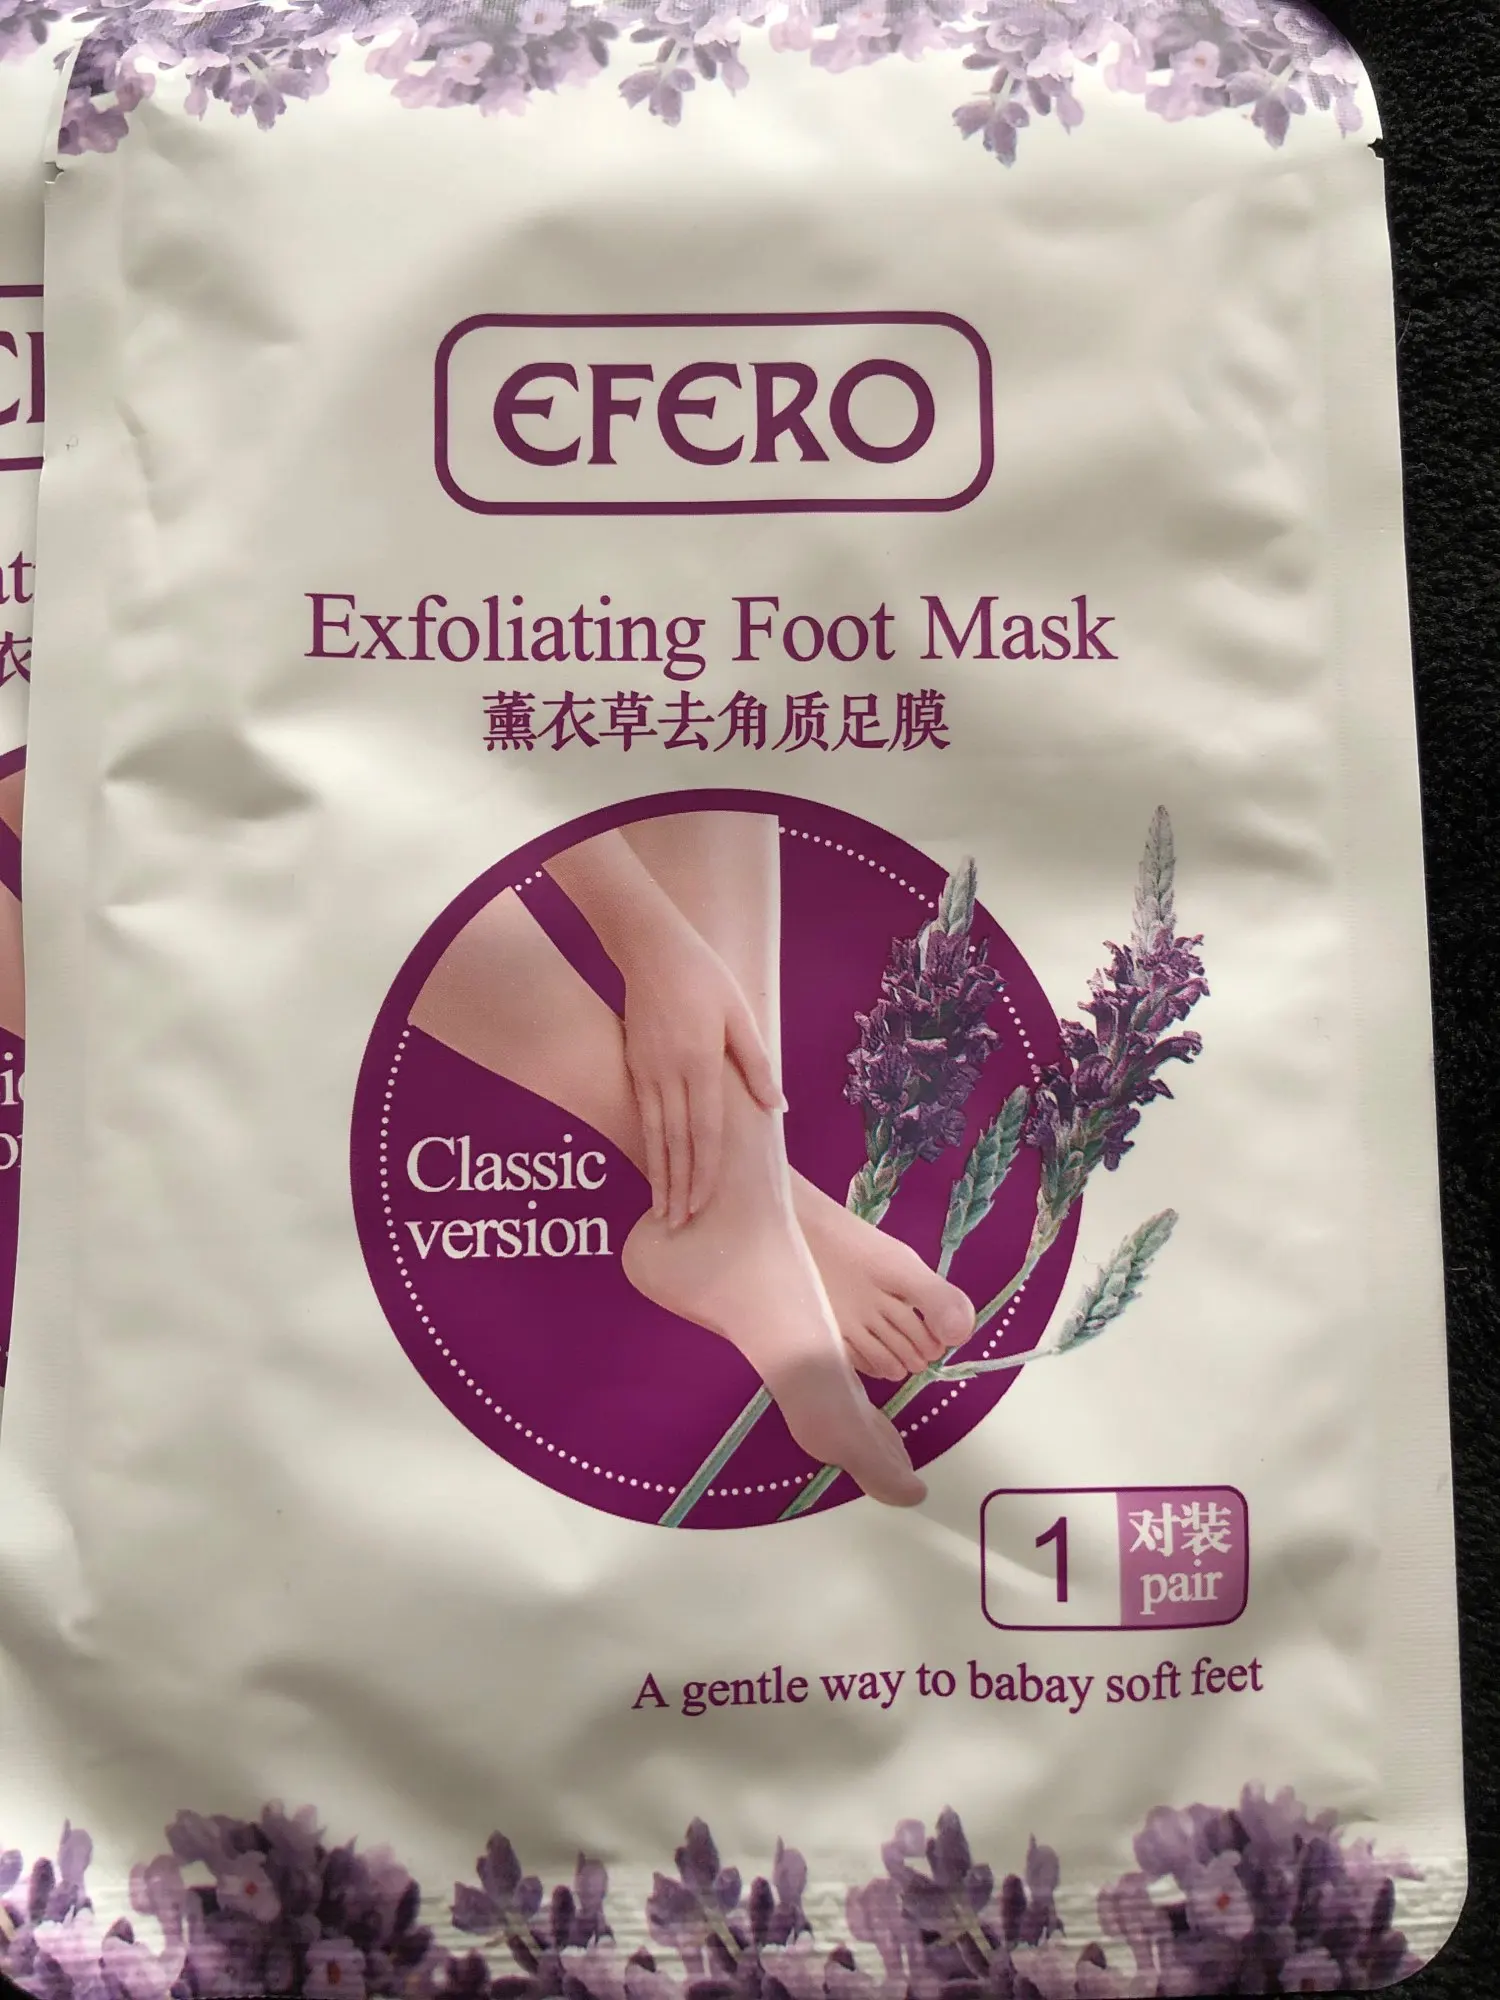 EFERO
Exfoliating Foot Mask
薰衣草去角质足膜
Classic
version
1 对装
pair
A gentle way to babay soft feet